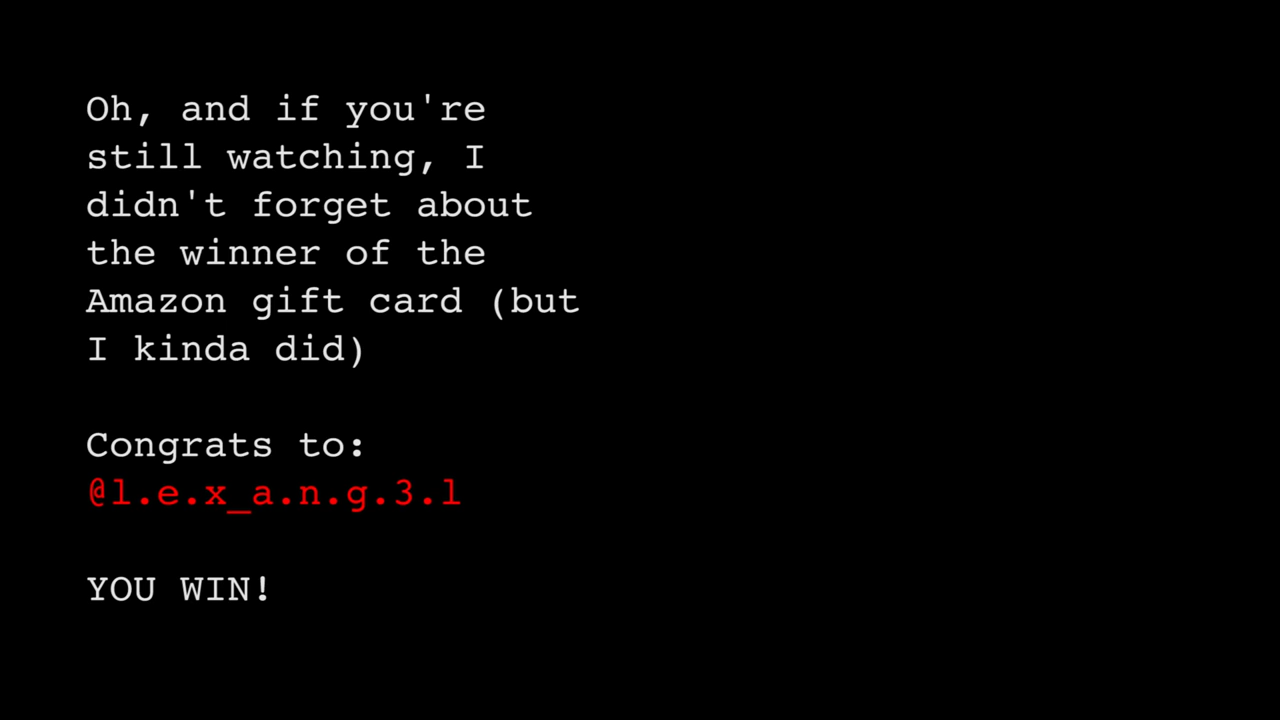 Oh, and if you're
still watching, I
didn't forget about
the winner of the
Amazon gift card (but
I kinda did)
Congrats to:
@l.e.x_a.n.g.3.l
YOU WIN!